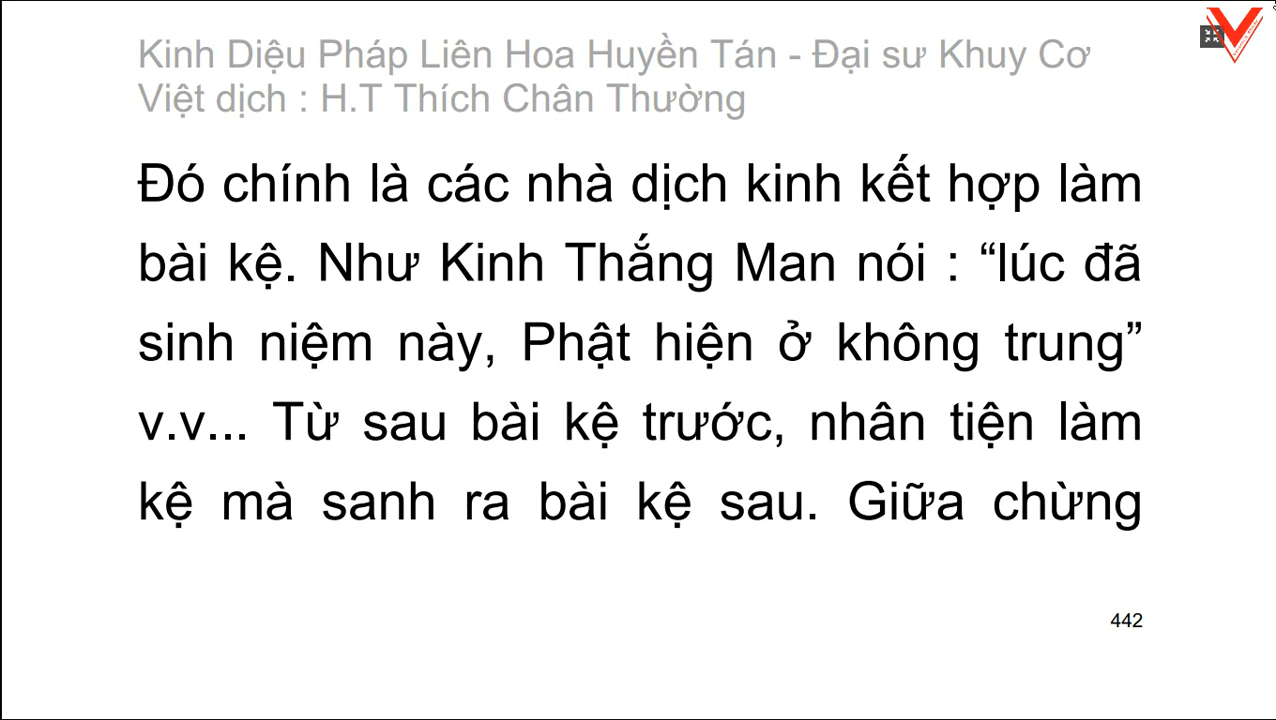 Kinh Diệu Pháp Liên Hoa Huyền Tán - Đại sư Khuy Cơ
Việt dịch : H.T Thích Chân Thường
Đó chính là các nhà dịch kinh kết hợp làm
bài kệ. Như Kinh Thắng Man nói : “lúc đã
sinh niệm này, Phật hiện ở không trung”
v.v... Từ sau bài kệ trước, nhân tiện làm
kệ mà sanh ra bài kệ sau. Giữa chừng
442